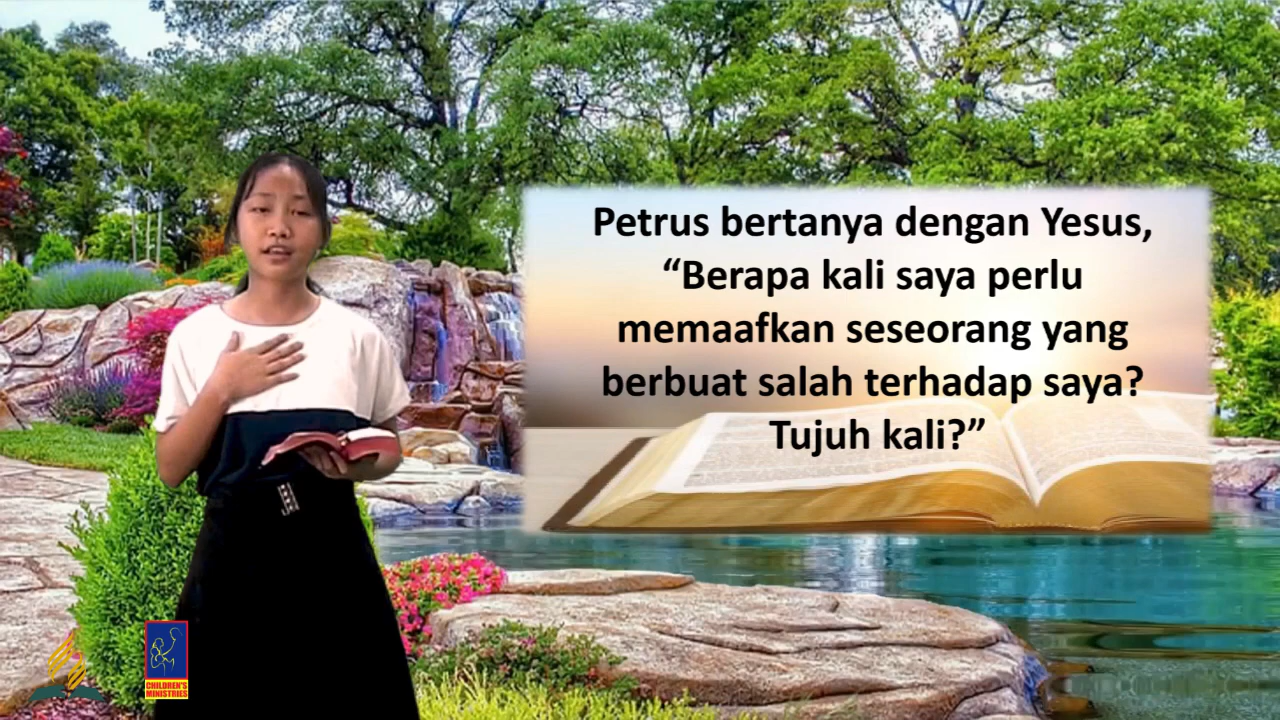 Petrus bertanya dengan Yesus,
“Berapa kali saya perlu
memaafkan seseorang yang
berbuat salah terhadap saya?
Tujuh kali?”
CHILDREN'S
MINISTRIES